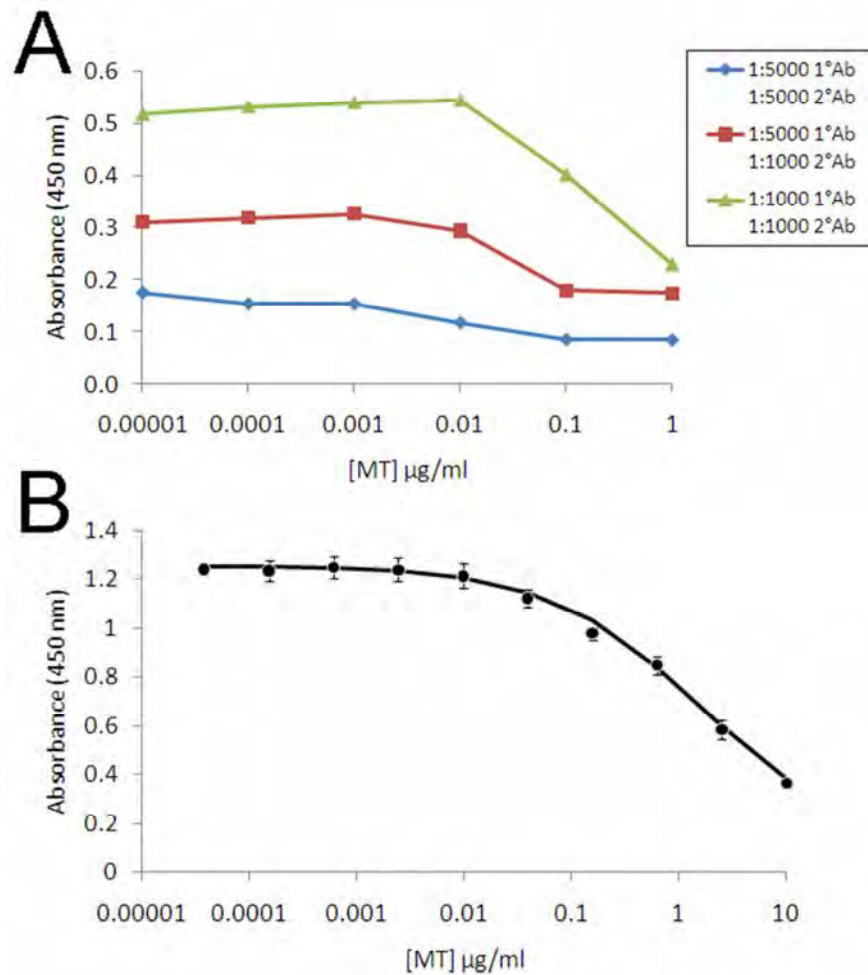 A
0.6
0.5
0.4
0.3
0.2
0.1
0.0
Absorbance (450 nm)
0.00001 0.0001 0.001 0.01 0.1 1
[MT] µg/ml
1:5000 1°Ab
1:5000 2°Ab
1:5000 1°Ab
1:1000 2°Ab
1:1000 1°Ab
1:1000 2°Ab
B
1.4
1.2
1
0.8
0.6
0.4
0.2
0
Absorbance (450 nm)
0.00001 0.0001 0.001 0.01 0.1 1 10
[MT] µg/ml